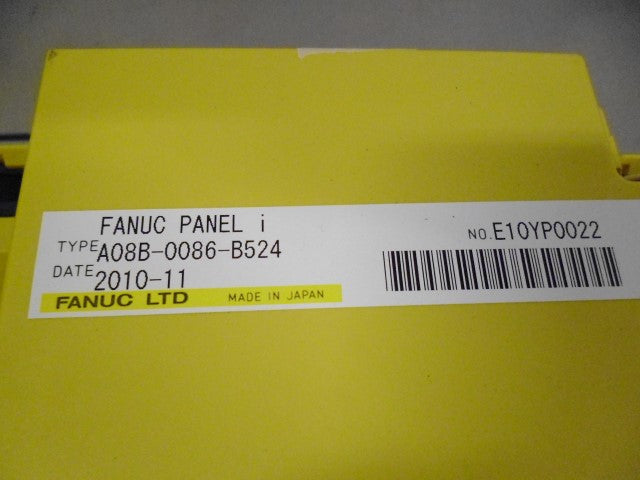 FANUC PANEL i
TYPE A08B-0086-B524
NO. E10YP0022
DATE 2010-11
FANUC LTD MADE IN JAPAN